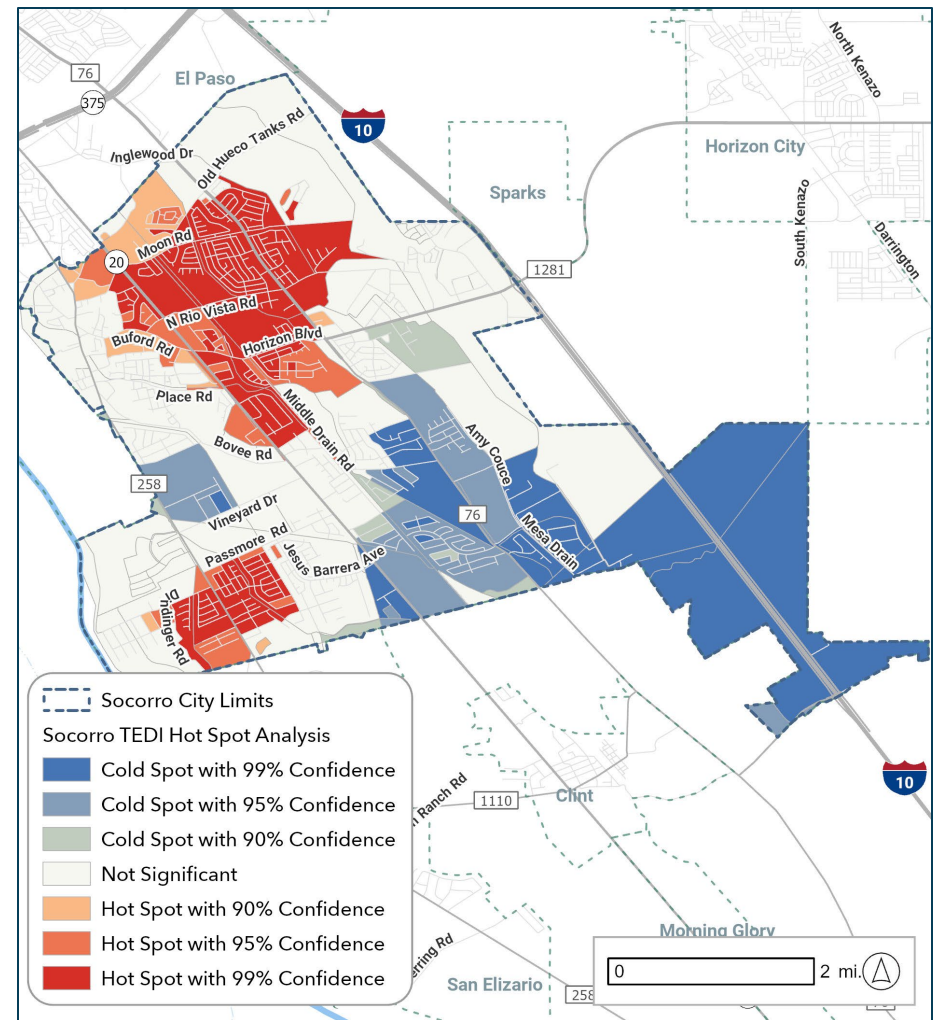 North Kenazo
76
El Paso
375
10
Old Hueco Tanks Rd
Inglewood Dr
Horizon City
Sparks
South Kenazo
Moon Rd
Darrington
20
1281
N Rio Vista Rd
Horizon Blvd
Buford Rd
Place Rd
Middle Drain Rd
Bovee Rd
Amy Couce
258
Vineyard Dr
76
Mesa Drain
Passmore Rd
Jesus Barrera Ave
Dindinger Rd
Socorro City Limits
Socorro TEDI Hot Spot Analysis
Cold Spot with 99% Confidence
Cold Spot with 95% Confidence
Cold Spot with 90% Confidence
Not Significant
Hot Spot with 90% Confidence
Hot Spot with 95% Confidence
Hot Spot with 99% Confidence
10
Ranch Rd
1110
Clint
Morning Glory
erring Rd
0 2 mi.
San Elizario
258